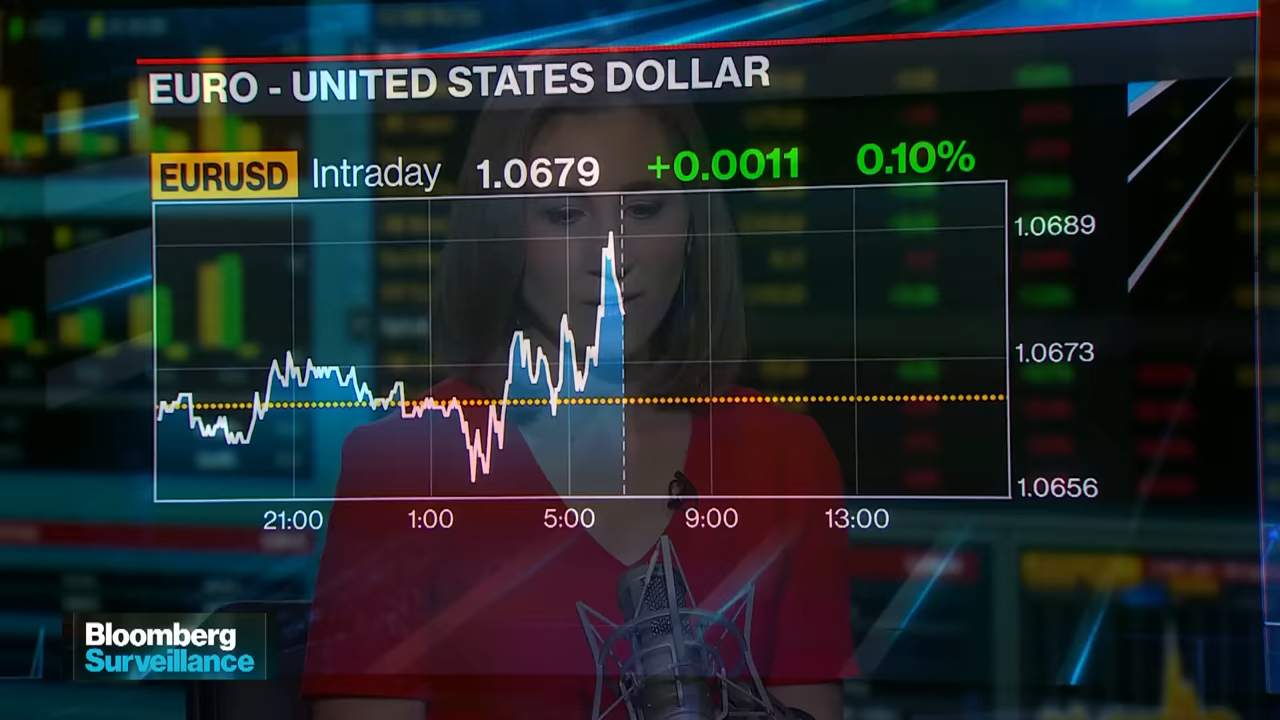 EURO - UNITED STATES DOLLAR
EURUSD Intraday 1.0679 +0.0011 0.10%
1.0689
1.0673
1.0656
21:00 1:00 5:00 9:00 13:00
Bloomberg
Surveillance